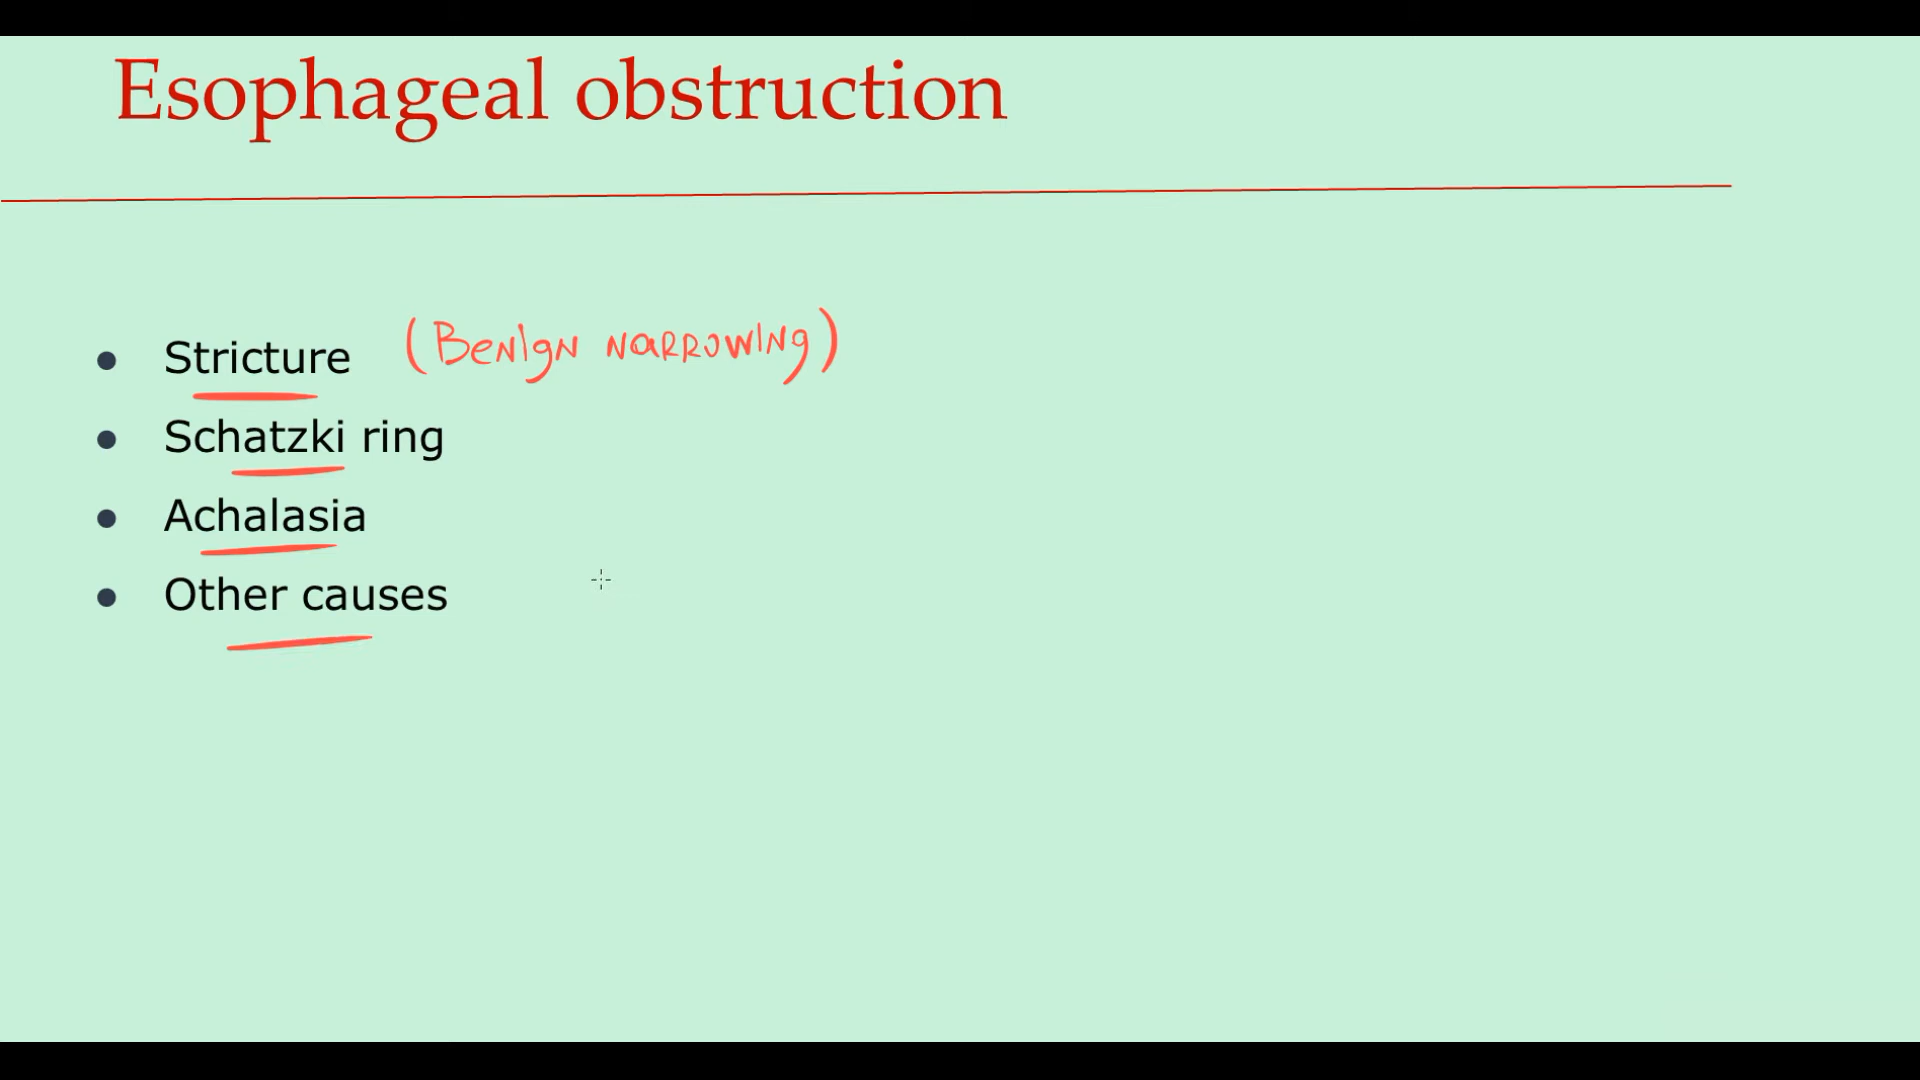 Esophageal obstruction
• Stricture (Benign narrowing)
• Schatzki ring
• Achalasia
• Other causes